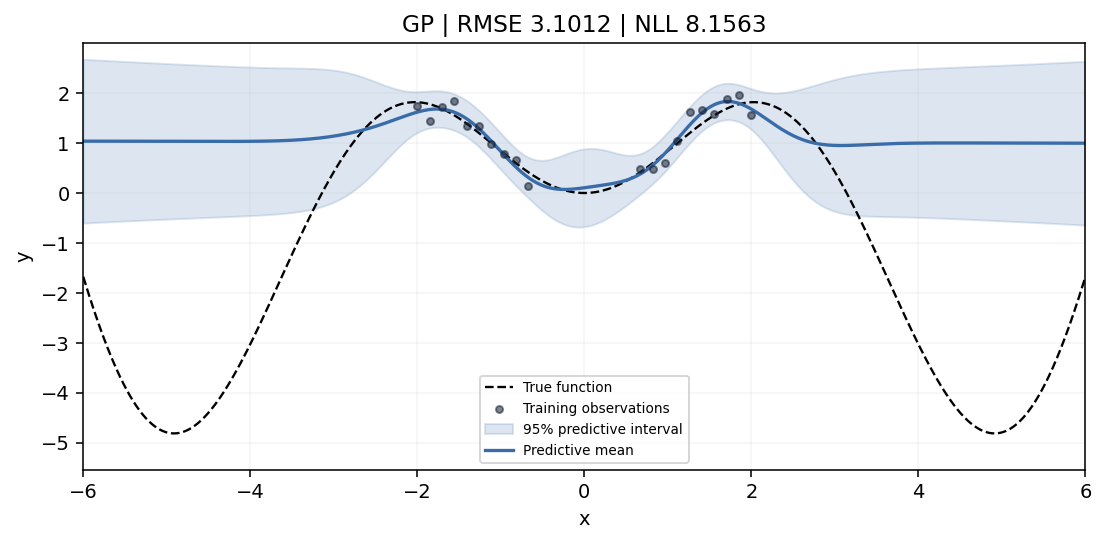 GP | RMSE 3.1012 | NLL 8.1563
y
2
1
0
−1
−2
−3
−4
−5
True function
Training observations
95% predictive interval
Predictive mean
−6 −4 −2 0 2 4 6
x